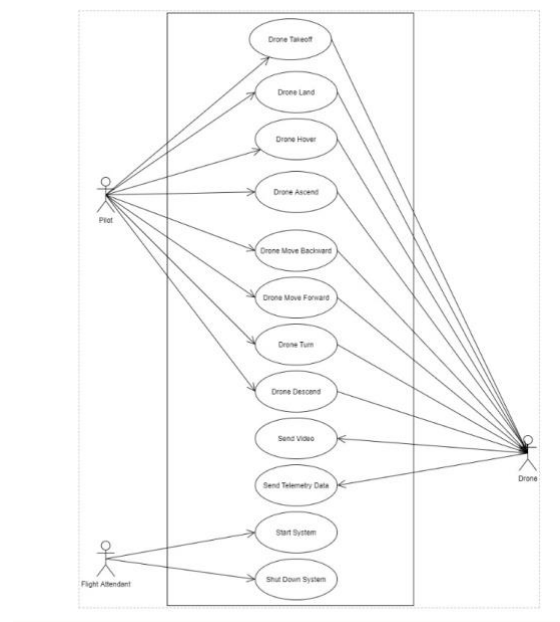 Drone Takeoff
Drone Land
Drone Hover
Drone Ascend
Pilot
Drone Move Backward
Drone Move Forward
Drone Turn
Drone Descend
Send Video
Drone
Send Telemetry Data
Start System
Shut Down System
Flight Attendant